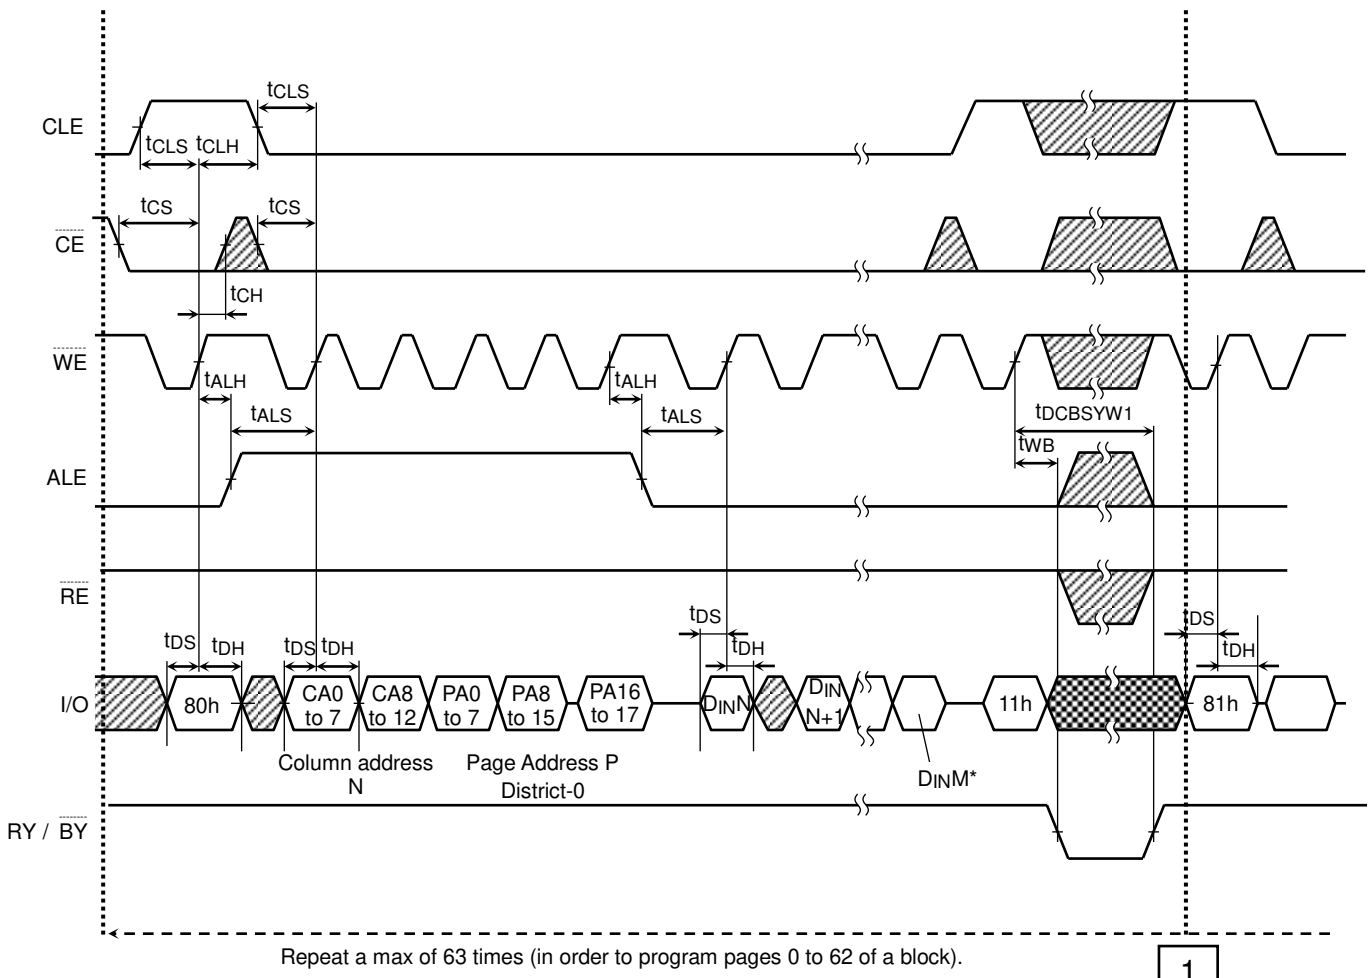 tCLS
CLE
tCLS tCLH
tCS tCS
CE
tCH
WE
tALH tALH
tALS tALS tDCBSYW1
tWB
ALE
RE
tDS tDS
tDS tDH tDS tDH tDH tDH
I/O 80h CA0 to 7 CA8 to 12 PA0 to 7 PA8 to 15 PA16 to 17 DINN DIN N+1 11h 81h
Column address N
Page Address P
District-0
DINM*
RY / BY
Repeat a max of 63 times (in order to program pages 0 to 62 of a block).
1